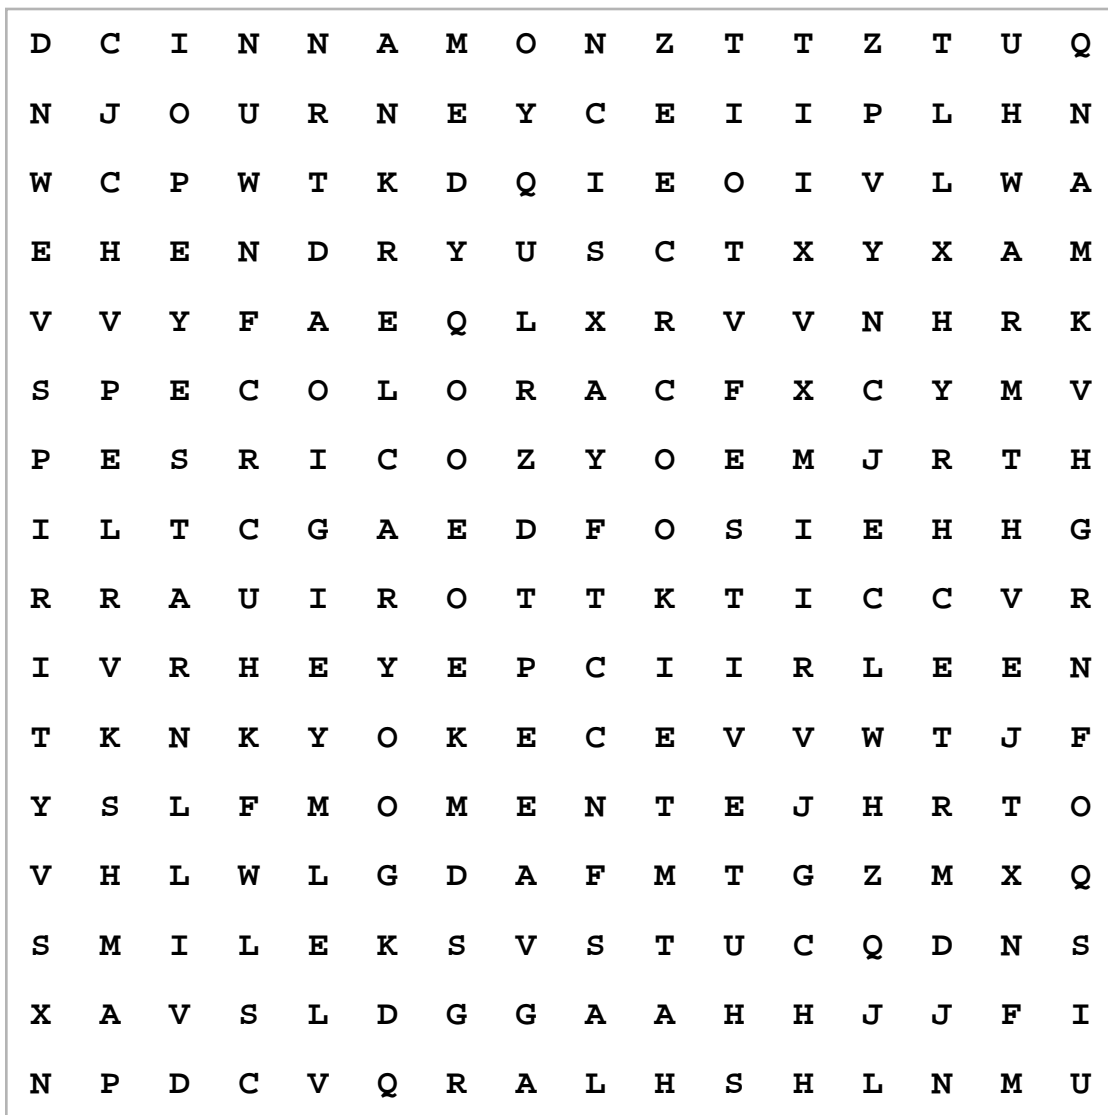 D C I N N A M O N Z T T Z T U Q
N J O U R N E Y C E I I P L H N
W C P W T K D Q I E O I V L W A
E H E N D R Y U S C T X Y X A M
V V Y F A E Q L X R V V N H R K
S P E C O L O R A C F X C Y M V
P E S R I C O Z Y O E M J R T H
I L T C G A E D F O S I E H H G
R R A U I R O T T K T I C C V R
I V R H E Y E P C I I R L E E N
T K N K Y O K E C E V V W T J F
Y S L F M O M E N T E J H R T O
V H L W L G D A F M T G Z M X Q
S M I L E K S V S T U C Q D N S
X A V S L D G G A A H H J J F I
N P D C V Q R A L H S H L N M U